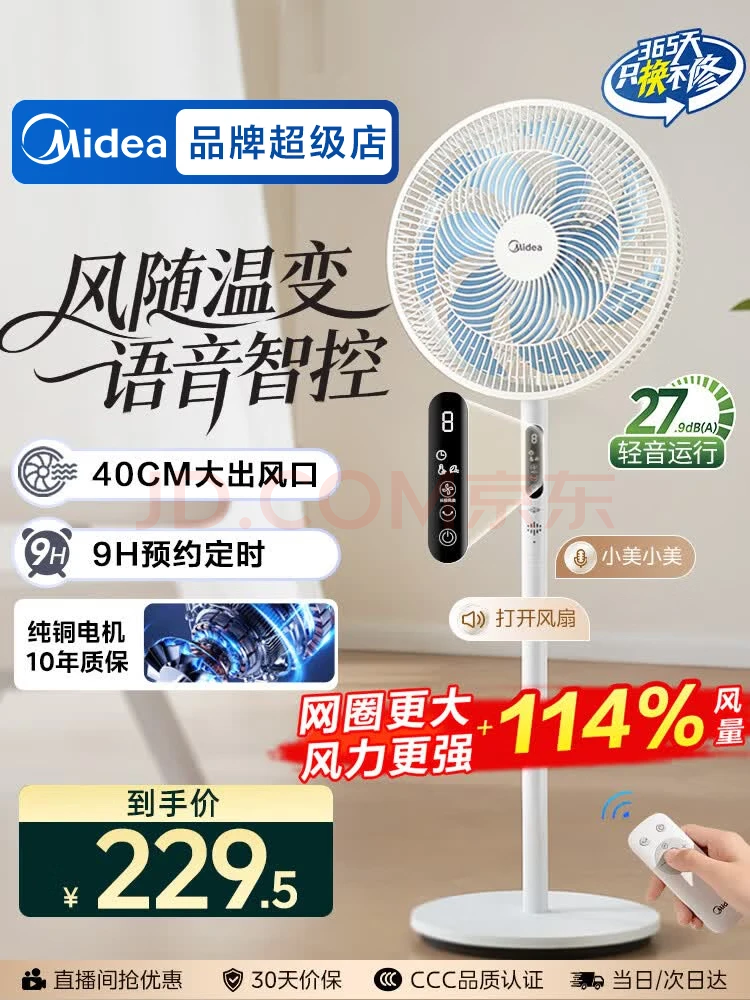 365天
只换不修
Midea
品牌超级店
Midea
风随温变
语音智控
8
8
27.9dB(A)
轻音运行
40CM大出风口
JD.COM京东
9H
9H预约定时
小美小美
打开风扇
纯铜电机
10年质保
网圈更大
风力更强
+114%
风量
到手价
¥229.5
Midea
直播间抢优惠
30天价保
CCC品质认证
当日/次日达